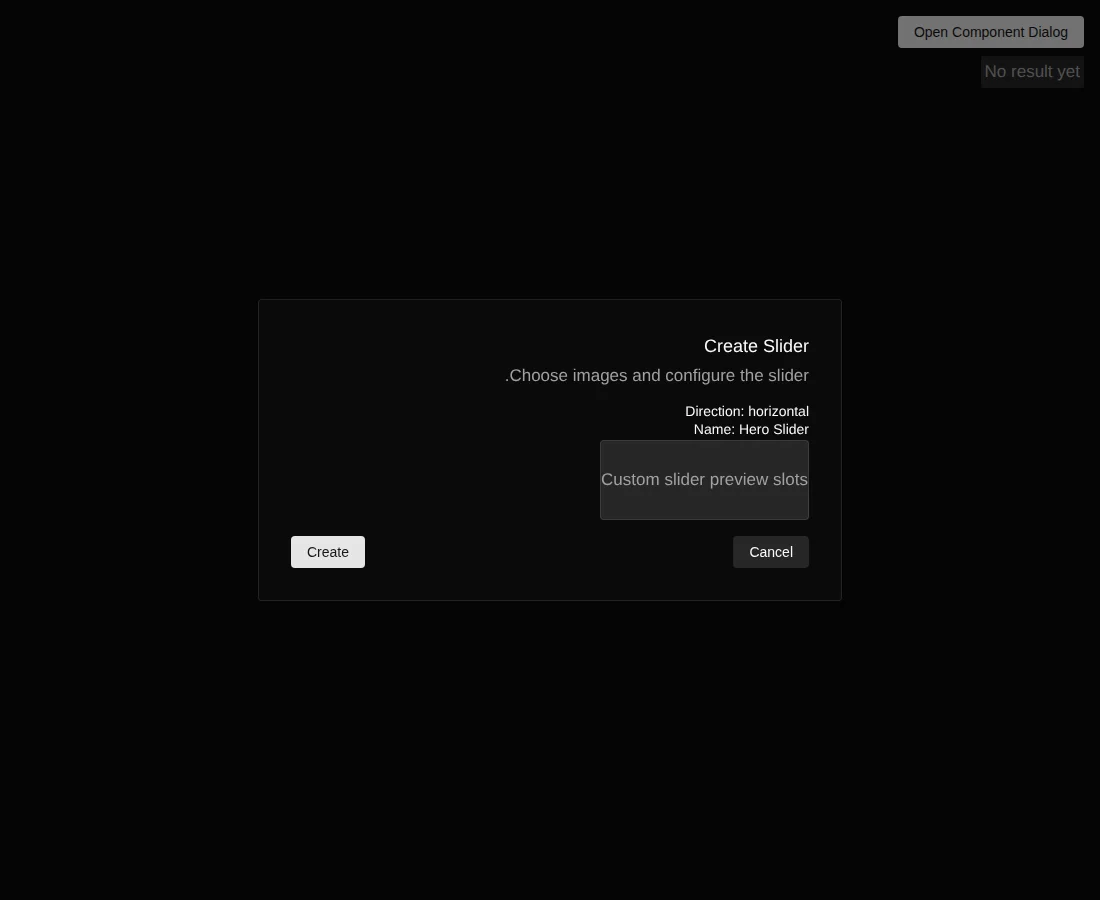 Open Component Dialog
No result yet
Create Slider
.Choose images and configure the slider
Direction: horizontal
Name: Hero Slider
Custom slider preview slots
Create
Cancel